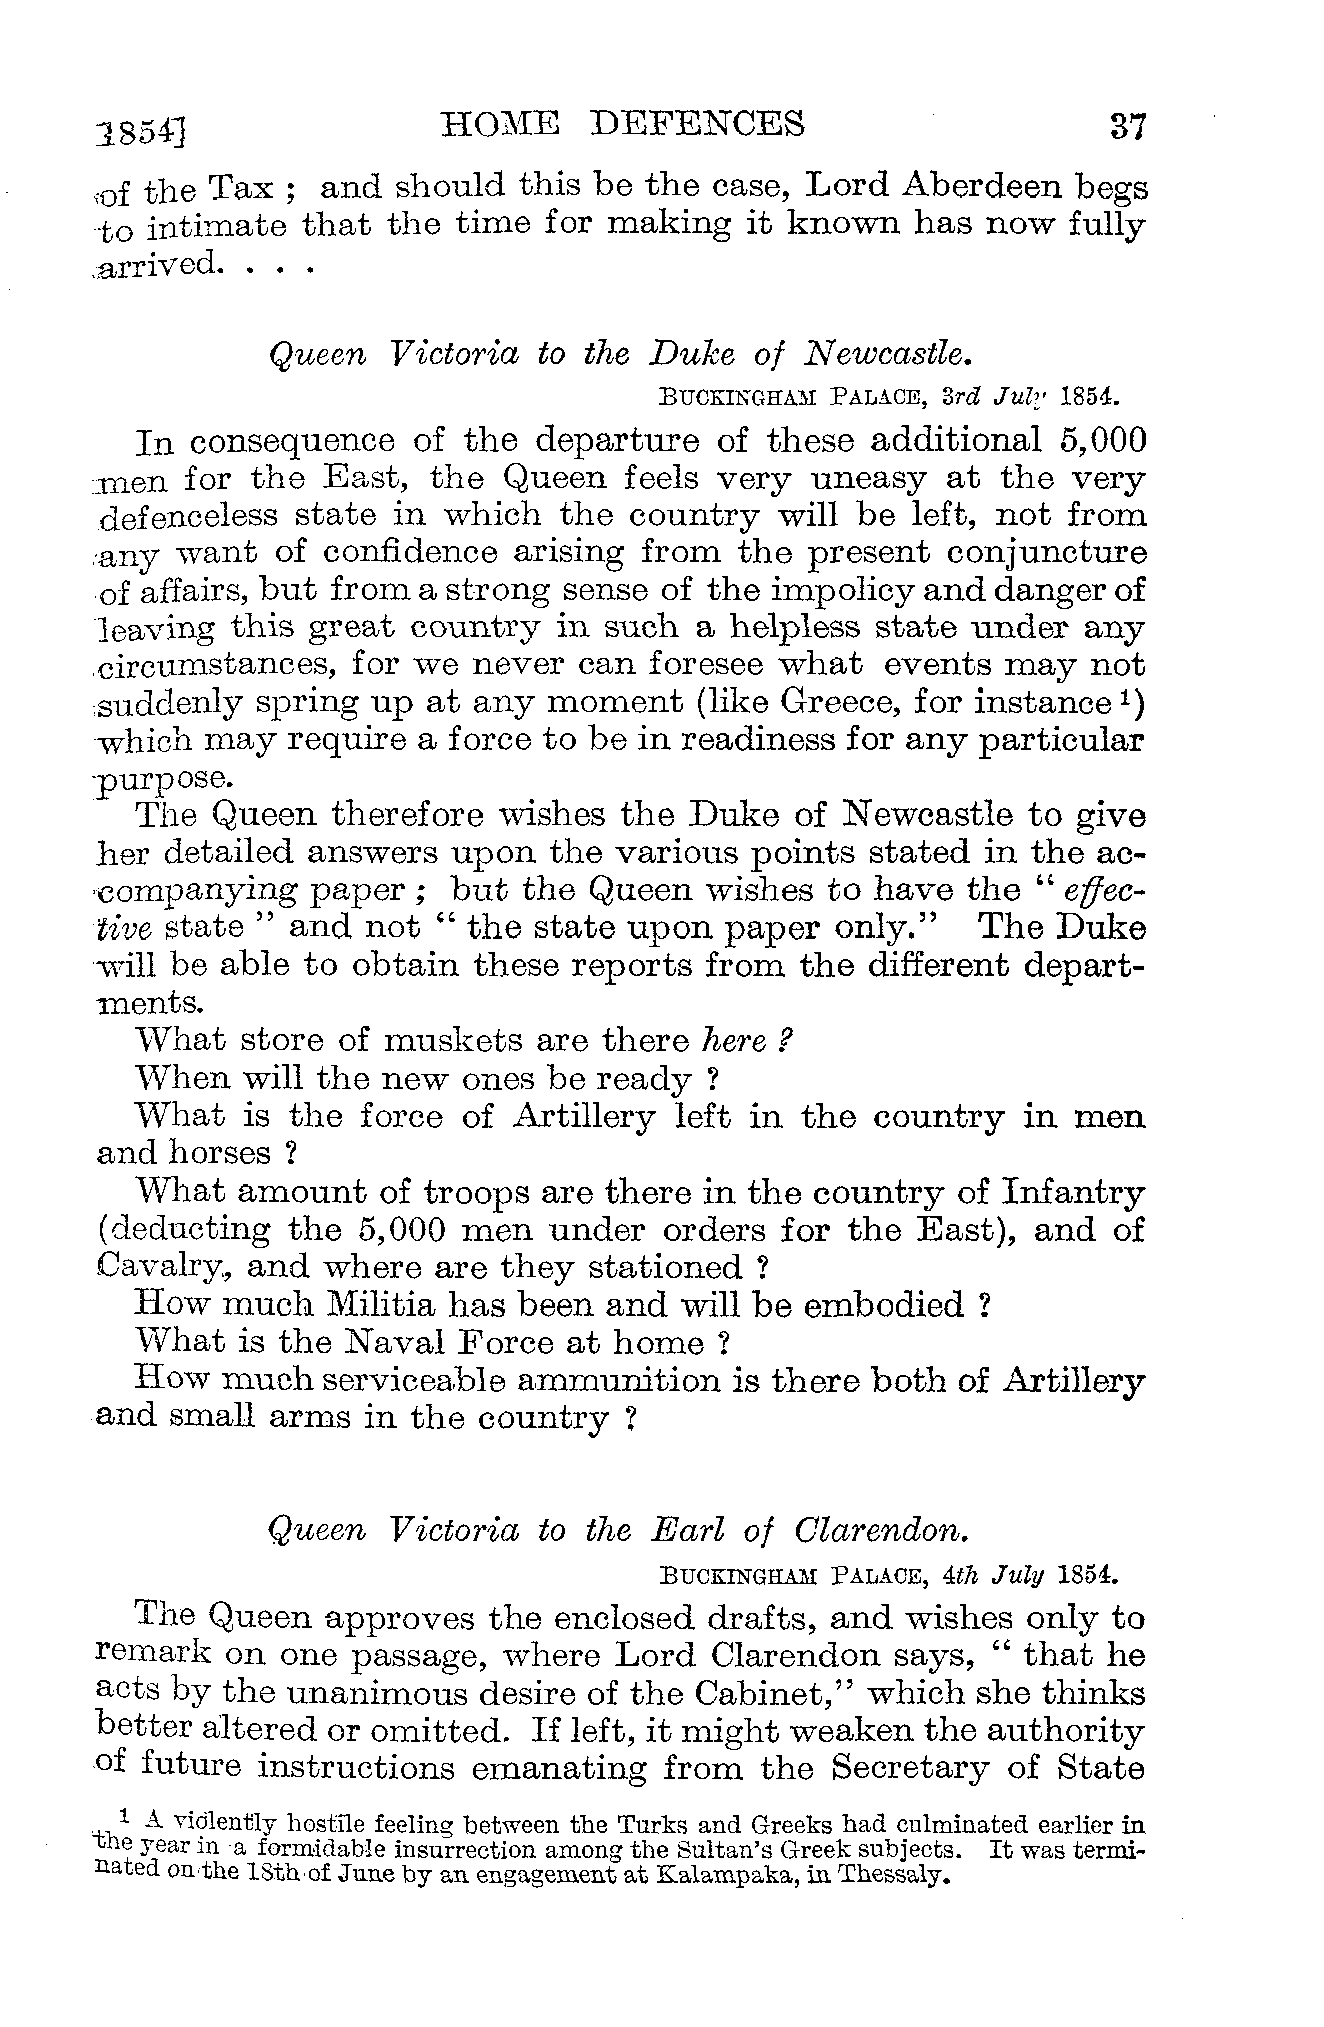 1854] HOME DEFENCES 37
of the Tax ; and should this be the case, Lord Aberdeen begs
to intimate that the time for making it known has now fully
arrived. . . .
Queen Victoria to the Duke of Newcastle.
BUCKINGHAM PALACE, 3rd July 1854.
In consequence of the departure of these additional 5,000
men for the East, the Queen feels very uneasy at the very
defenceless state in which the country will be left, not from
any want of confidence arising from the present conjuncture
of affairs, but from a strong sense of the impolicy and danger of
leaving this great country in such a helpless state under any
circumstances, for we never can foresee what events may not
suddenly spring up at any moment (like Greece, for instance ¹)
which may require a force to be in readiness for any particular
purpose.
The Queen therefore wishes the Duke of Newcastle to give
her detailed answers upon the various points stated in the ac-
companying paper ; but the Queen wishes to have the “ effec-
tive state ” and not “ the state upon paper only.” The Duke
will be able to obtain these reports from the different depart-
ments.
What store of muskets are there here ?
When will the new ones be ready ?
What is the force of Artillery left in the country in men
and horses ?
What amount of troops are there in the country of Infantry
(deducting the 5,000 men under orders for the East), and of
Cavalry, and where are they stationed ?
How much Militia has been and will be embodied ?
What is the Naval Force at home ?
How much serviceable ammunition is there both of Artillery
and small arms in the country ?
Queen Victoria to the Earl of Clarendon.
BUCKINGHAM PALACE, 4th July 1854.
The Queen approves the enclosed drafts, and wishes only to
remark on one passage, where Lord Clarendon says, “ that he
acts by the unanimous desire of the Cabinet,” which she thinks
better altered or omitted. If left, it might weaken the authority
of future instructions emanating from the Secretary of State
¹ A violently hostile feeling between the Turks and Greeks had culminated earlier in
the year in a formidable insurrection among the Sultan’s Greek subjects. It was termi-
nated on the 18th of June by an engagement at Kalampaka, in Thessaly.